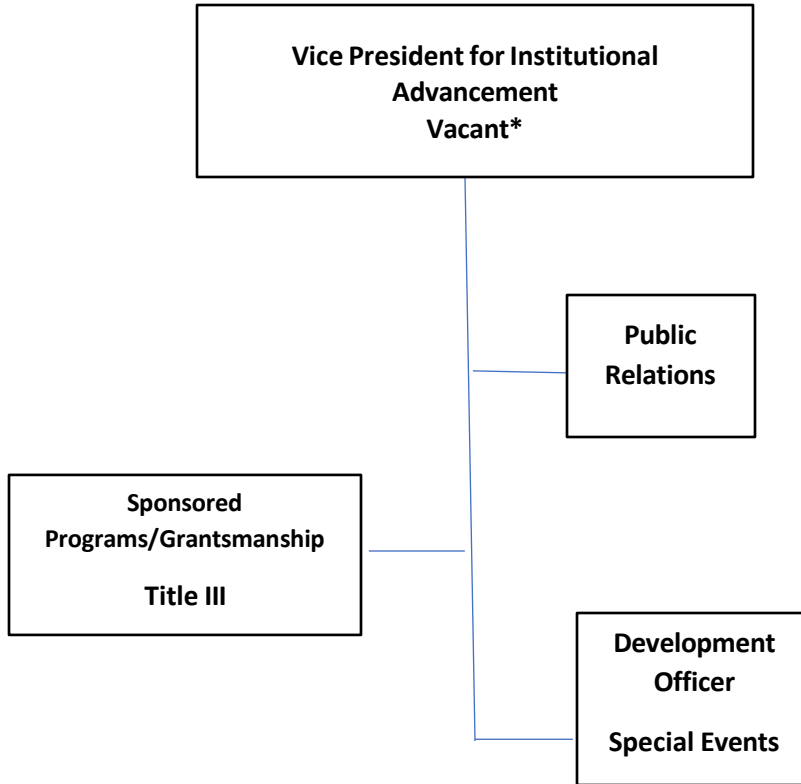 Vice President for Institutional
Advancement
Vacant*
Public
Relations
Sponsored
Programs/Grantsmanship
Title III
Development
Officer
Special Events